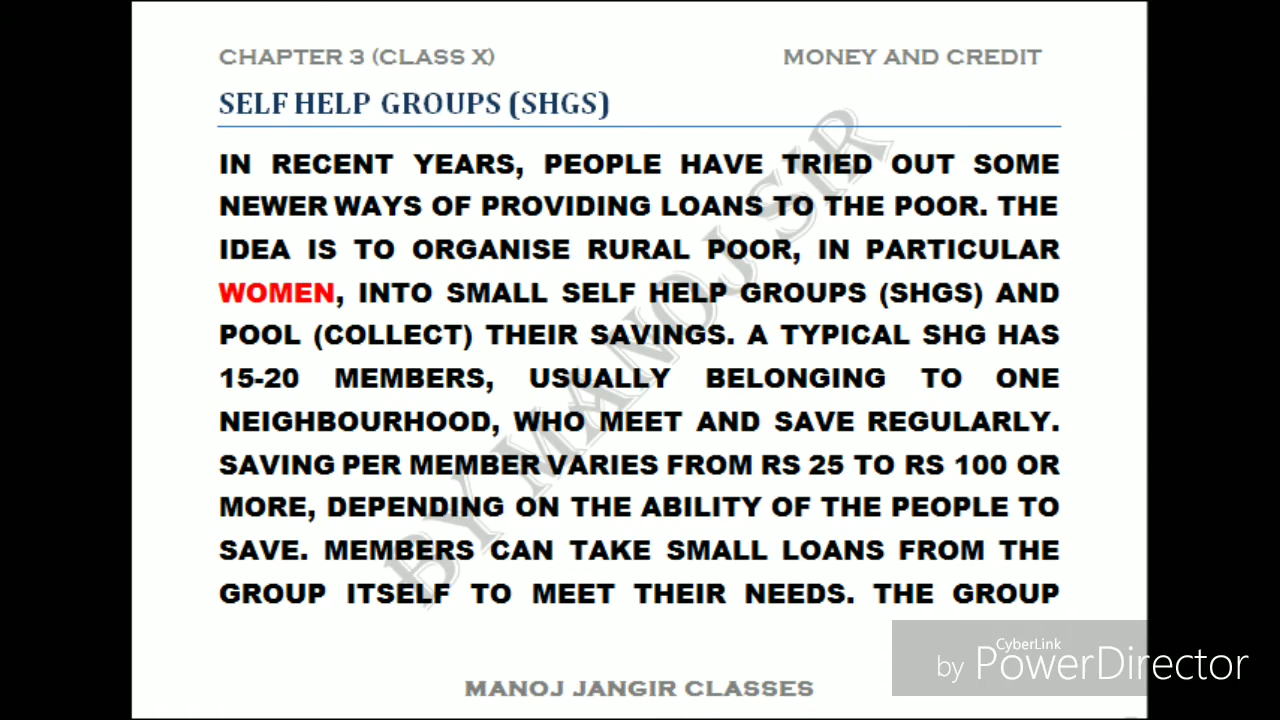 CHAPTER 3 (CLASS X) MONEY AND CREDIT
SELF HELP GROUPS (SHGS)
IN RECENT YEARS, PEOPLE HAVE TRIED OUT SOME
NEWER WAYS OF PROVIDING LOANS TO THE POOR. THE
IDEA IS TO ORGANISE RURAL POOR, IN PARTICULAR
WOMEN, INTO SMALL SELF HELP GROUPS (SHGS) AND
POOL (COLLECT) THEIR SAVINGS. A TYPICAL SHG HAS
15-20 MEMBERS, USUALLY BELONGING TO ONE
NEIGHBOURHOOD, WHO MEET AND SAVE REGULARLY.
SAVING PER MEMBER VARIES FROM RS 25 TO RS 100 OR
MORE, DEPENDING ON THE ABILITY OF THE PEOPLE TO
SAVE. MEMBERS CAN TAKE SMALL LOANS FROM THE
GROUP ITSELF TO MEET THEIR NEEDS. THE GROUP
BY MANOJ SIR
CyberLink
by PowerDirector
MANOJ JANGIR CLASSES